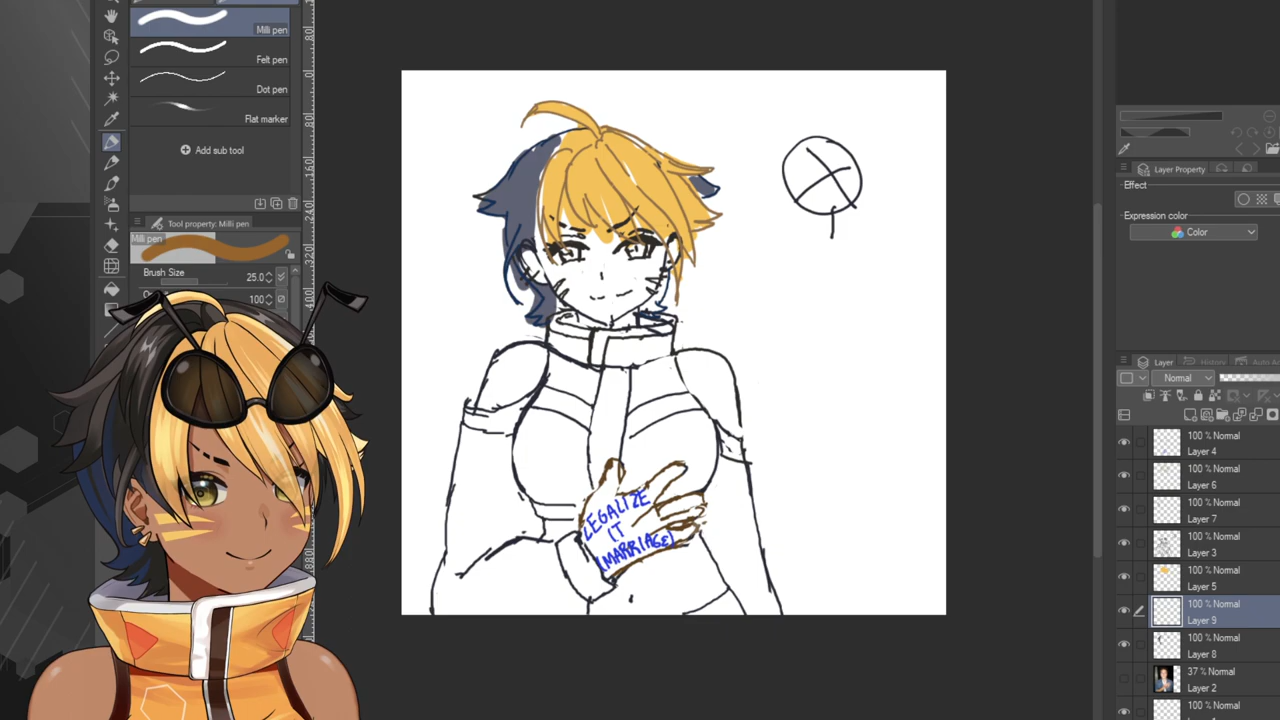 Milli pen
Felt pen
Dot pen
Flat marker
Add sub tool
Tool property: Milli pen
Milli pen
Brush Size
25.0
100
LEGALIZE
IT
(MARRIAGE)
Layer Property
Effect
Expression color
Color
Layer
History
Normal
100 % Normal
Layer 4
100 % Normal
Layer 6
100 % Normal
Layer 7
100 % Normal
Layer 3
100 % Normal
Layer 5
100 % Normal
Layer 9
100 % Normal
Layer 8
37 % Normal
Layer 2
100 % Normal